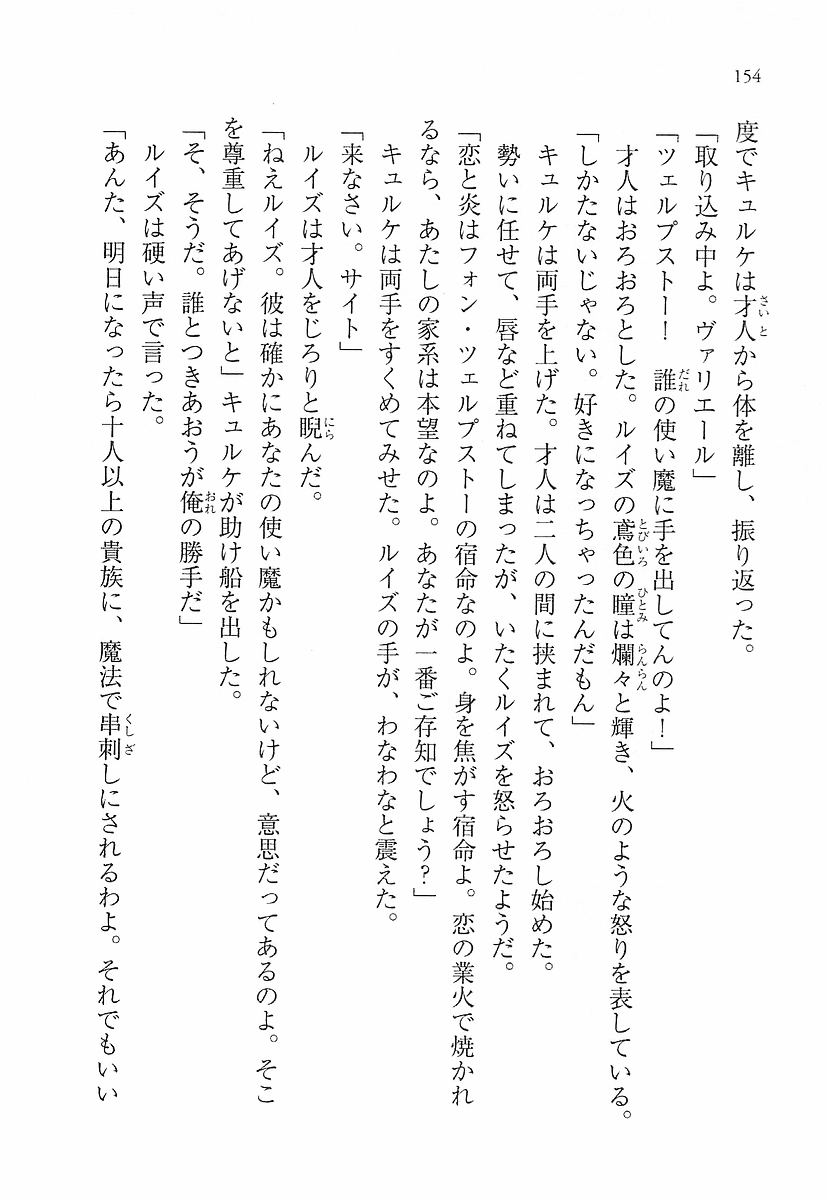 154
度でキュルケは才人から体を離し、振り返った。
「取り込み中よ。ヴァリエール」
「ツェルプストー！　誰の使い魔に手を出してんのよ！」
　才人はおろおろとした。ルイズの鳶色の瞳は爛々と輝き、火のような怒りを表している。
「しかたないじゃない。好きになっちゃったんだもん」
　キュルケは両手を上げた。才人は二人の間に挟まれて、おろおろし始めた。
　勢いに任せて、唇など重ねてしまったが、いたくルイズを怒らせたようだ。
「恋と炎はフォン・ツェルプストーの宿命なのよ。身を焦がす宿命よ。恋の業火で焼かれ
るなら、あたしの家系は本望なのよ。あなたが一番ご存知でしょう？」
　キュルケは両手をすくめてみせた。ルイズの手が、わなわなと震えた。
「来なさい。サイト」
　ルイズは才人をじろりと睨んだ。
「ねえルイズ。彼は確かにあなたの使い魔かもしれないけど、意思だってあるのよ。そこ
を尊重してあげないと」キュルケが助け船を出した。
「そ、そうだ。誰とつきあおうが俺の勝手だ」
　ルイズは硬い声で言った。
「あんた、明日になったら十人以上の貴族に、魔法で串刺しにされるわよ。それでもいい